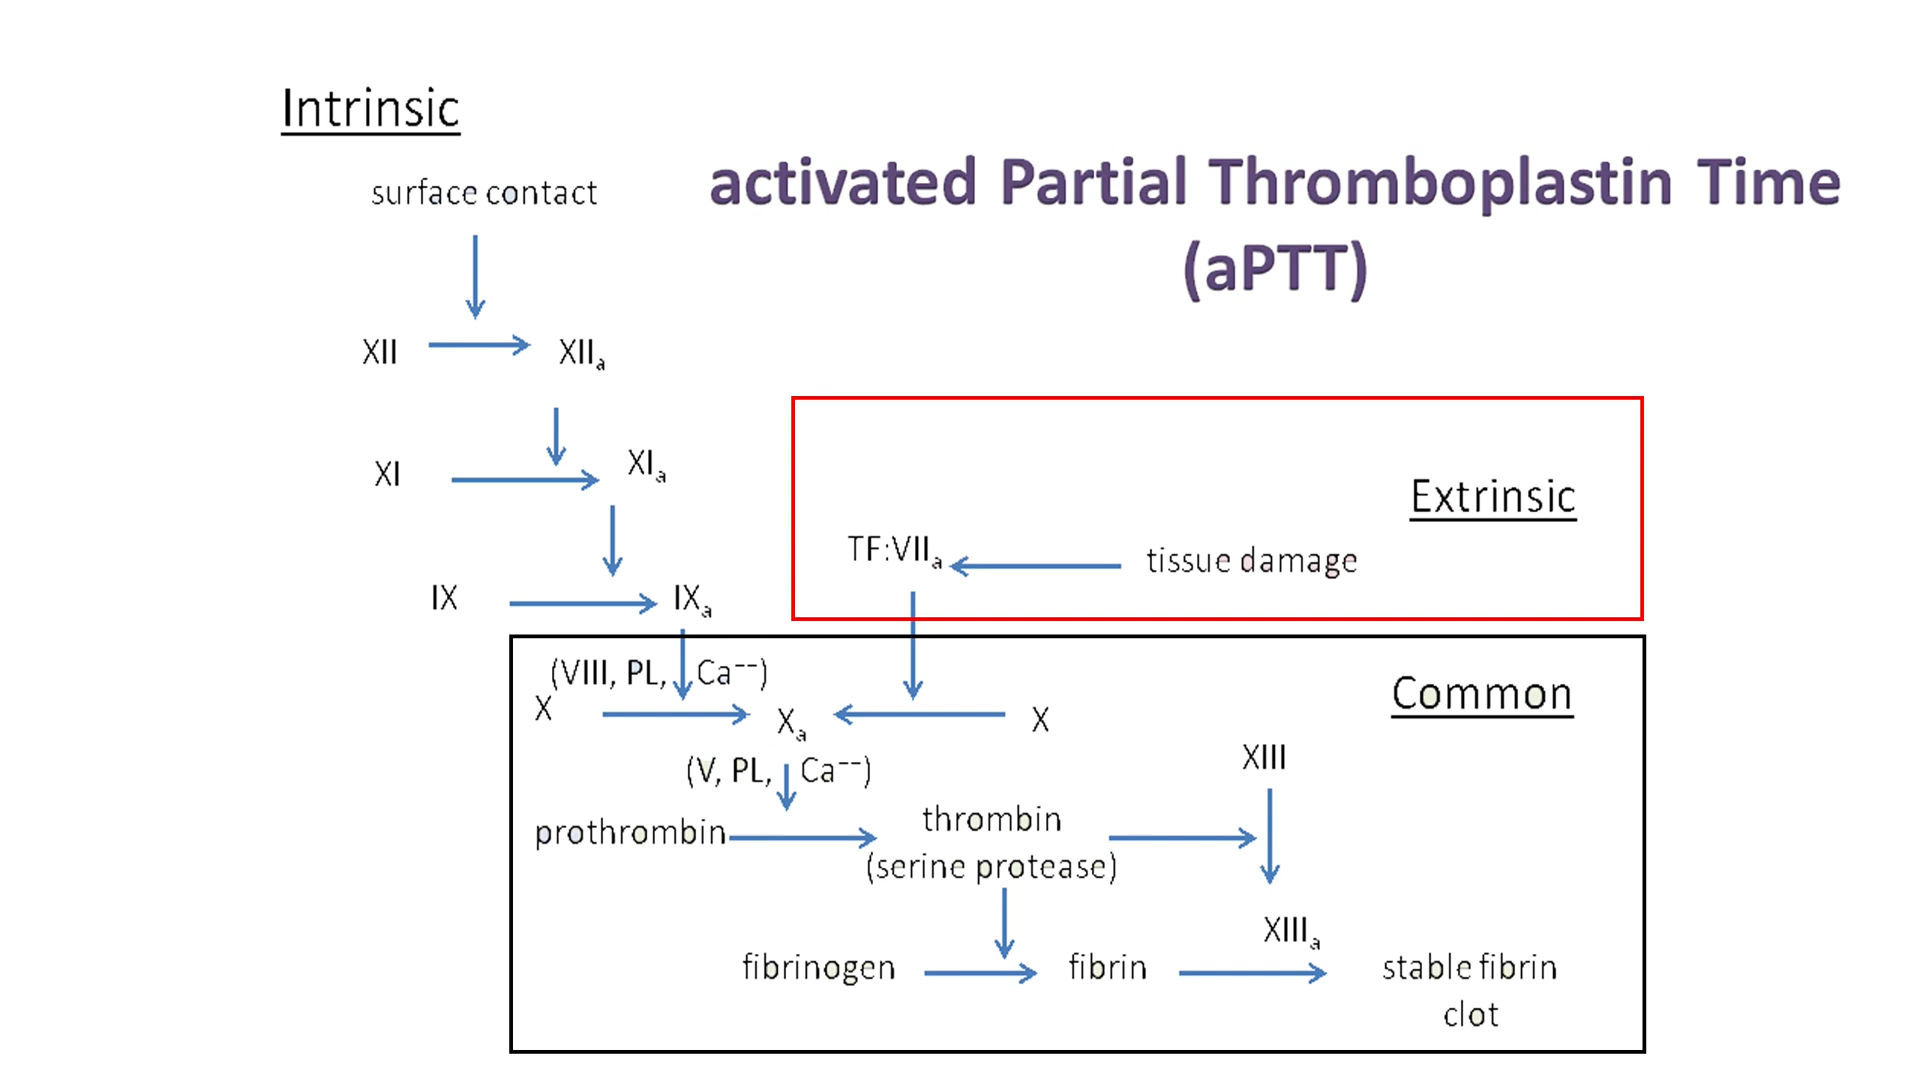 Intrinsic
surface contact
activated Partial Thromboplastin Time
(aPTT)
XII
XIIa
XI
XIa
Extrinsic
TF:VIIa
tissue damage
IX
IXa
(VIII, PL, Ca−−)
X
Xa
X
Common
(V, PL, Ca−−)
XIII
prothrombin
thrombin
(serine protease)
XIIIa
fibrinogen
fibrin
stable fibrin
clot